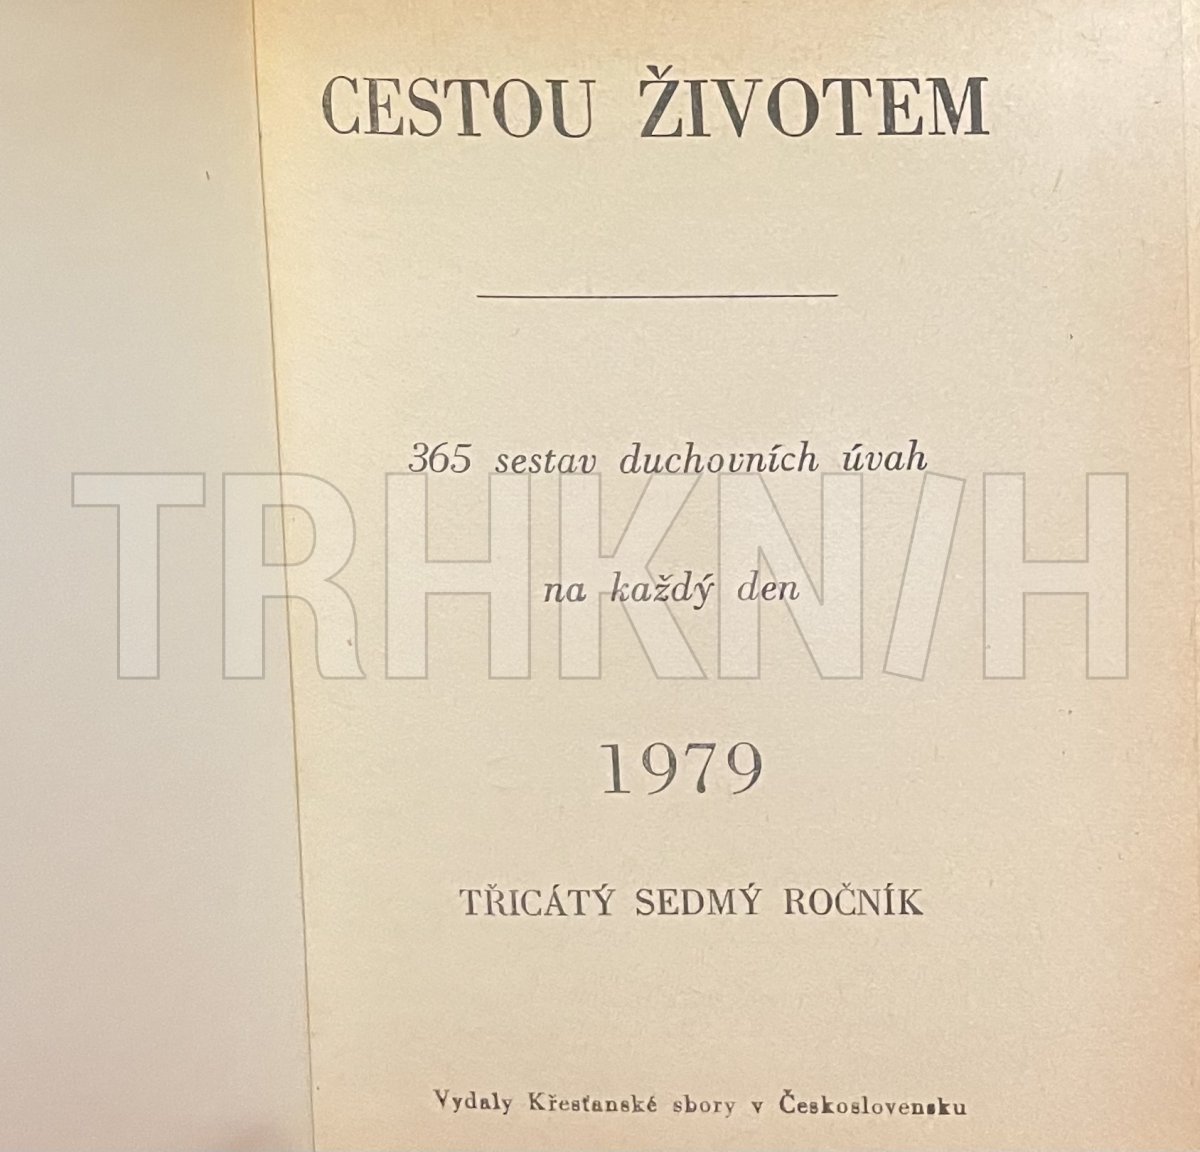 CESTOU ŽIVOTEM
365 sestav duchovních úvah
na každý den
TRHKNIH
1979
TŘICÁTÝ SEDMÝ ROČNÍK
Vydaly Křesťanské sbory v Československu